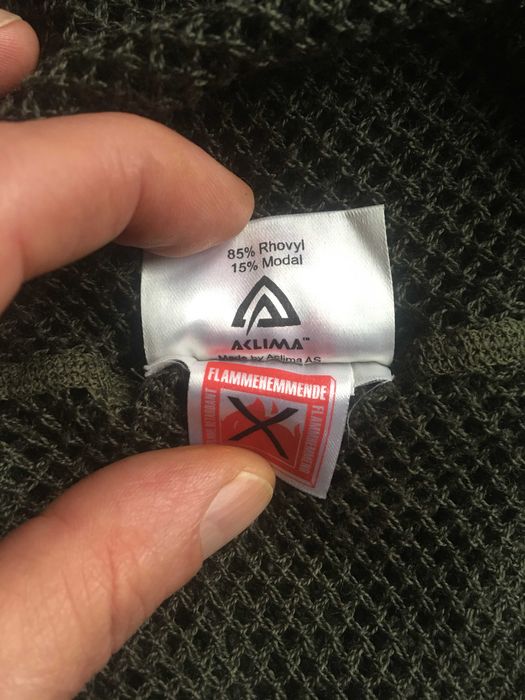 85% Rhovyl
15% Modal
ACLIMA™
Made by Aclima AS
FLAMMEHEMMENDE